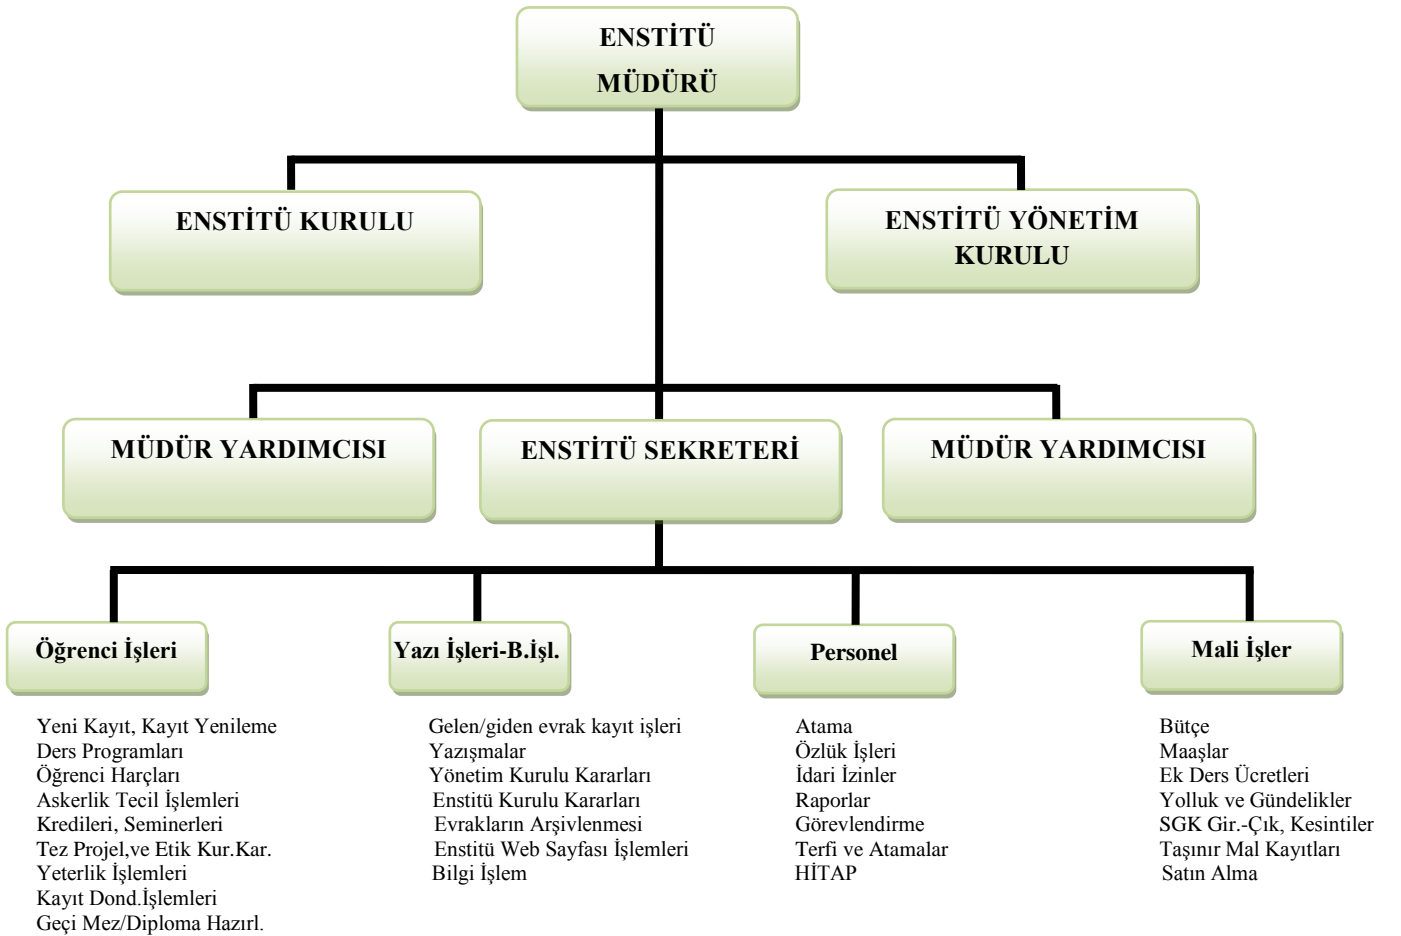 ENSTİTÜ
MÜDÜRÜ
ENSTİTÜ KURULU
ENSTİTÜ YÖNETİM
KURULU
MÜDÜR YARDIMCISI
ENSTİTÜ SEKRETERİ
MÜDÜR YARDIMCISI
Öğrenci İşleri
Yeni Kayıt, Kayıt Yenileme
Ders Programları
Öğrenci Harçları
Askerlik Tecil İşlemleri
Kredileri, Seminerleri
Tez Projel,ve Etik Kur.Kar.
Yeterlik İşlemleri
Kayıt Dond.İşlemleri
Geçi Mez/Diploma Hazırl.
Yazı İşleri-B.İşl.
Gelen/giden evrak kayıt işleri
Yazışmalar
Yönetim Kurulu Kararları
Enstitü Kurulu Kararları
Evrakların Arşivlenmesi
Enstitü Web Sayfası İşlemleri
Bilgi İşlem
Personel
Atama
Özlük İşleri
İdari İzinler
Raporlar
Görevlendirme
Terfi ve Atamalar
HİTAP
Mali İşler
Bütçe
Maaşlar
Ek Ders Ücretleri
Yolluk ve Gündelikler
SGK Gir.-Çık, Kesintiler
Taşınır Mal Kayıtları
Satın Alma